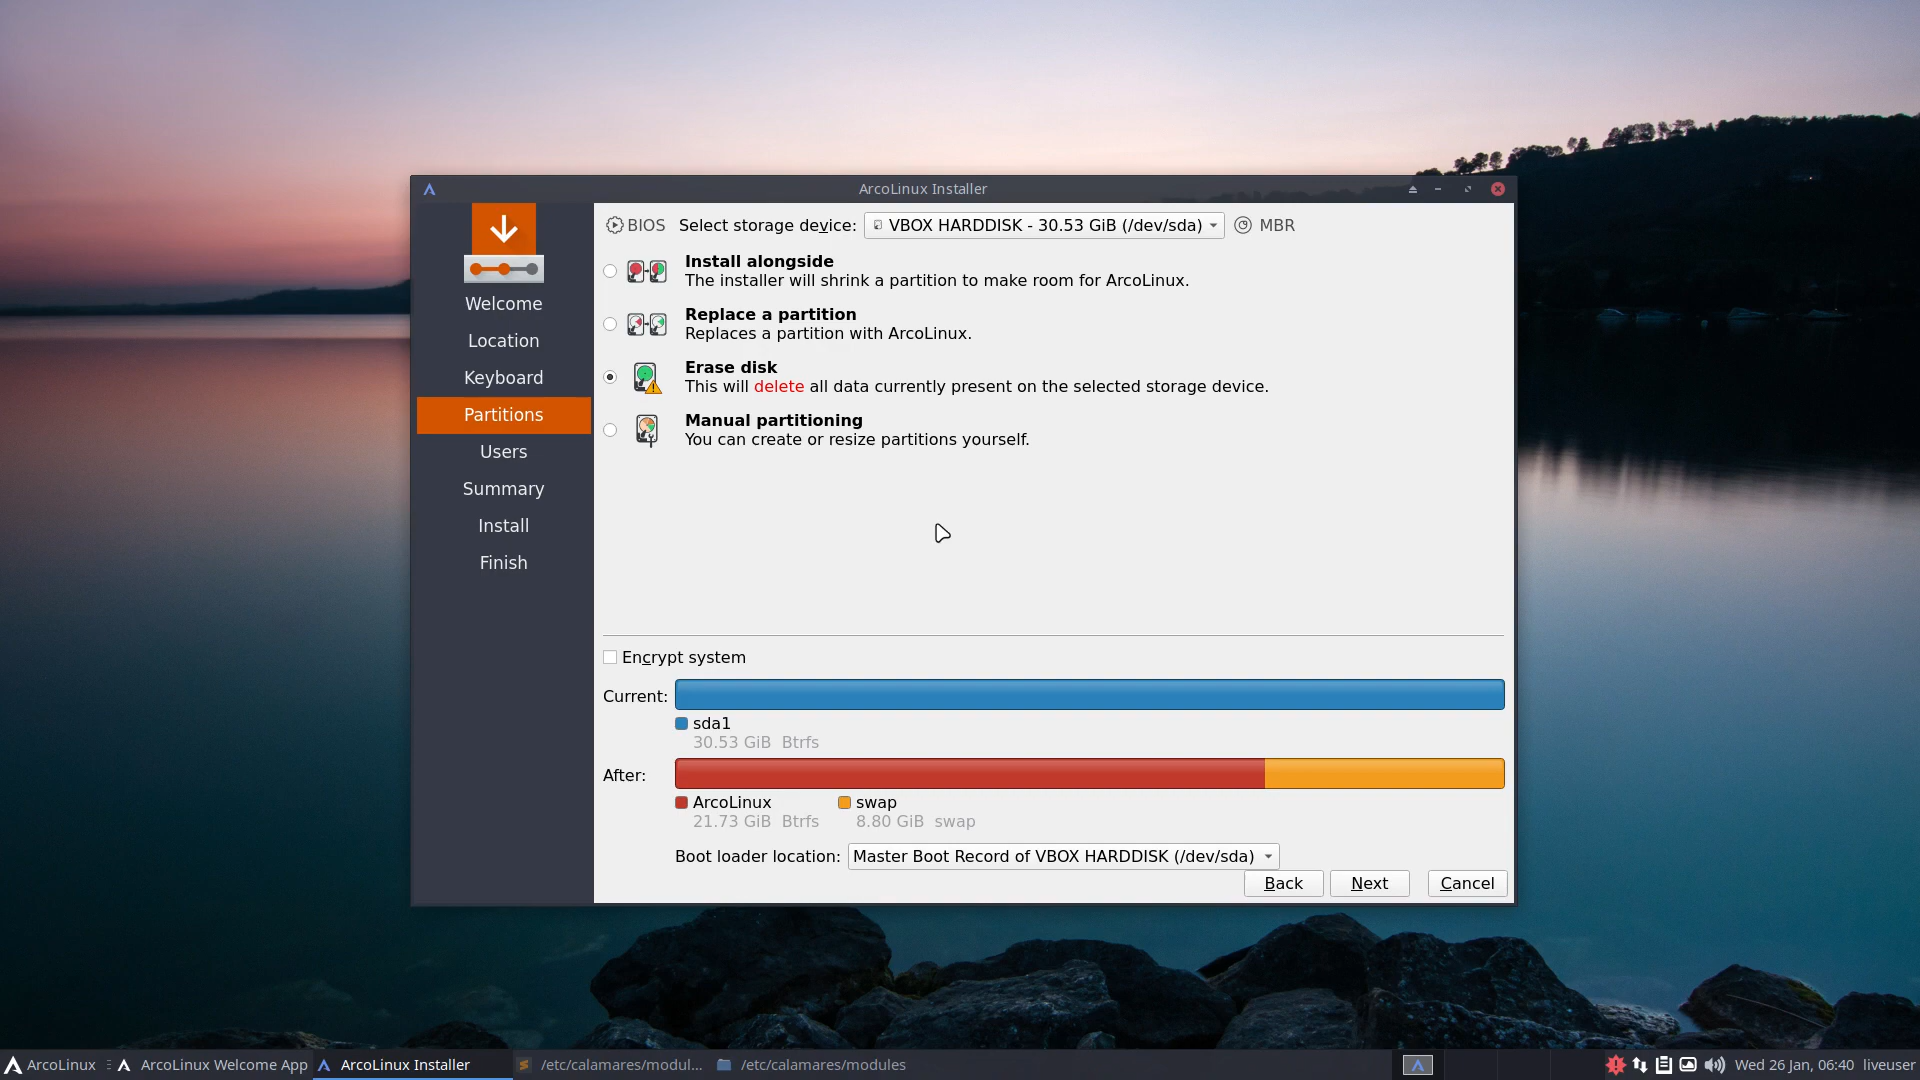 ArcoLinux Installer
BIOS Select storage device: VBOX HARDDISK - 30.53 GiB (/dev/sda) MBR
Welcome
Location
Keyboard
Partitions
Users
Summary
Install
Finish
Install alongside
The installer will shrink a partition to make room for ArcoLinux.
Replace a partition
Replaces a partition with ArcoLinux.
Erase disk
This will delete all data currently present on the selected storage device.
Manual partitioning
You can create or resize partitions yourself.
Encrypt system
Current:
sda1
30.53 GiB Btrfs
After:
ArcoLinux swap
21.73 GiB Btrfs 8.80 GiB swap
Boot loader location: Master Boot Record of VBOX HARDDISK (/dev/sda)
Back Next Cancel
ArcoLinux ArcoLinux Welcome App ArcoLinux Installer /etc/calamares/modul... /etc/calamares/modules Wed 26 Jan, 06:40 liveuser